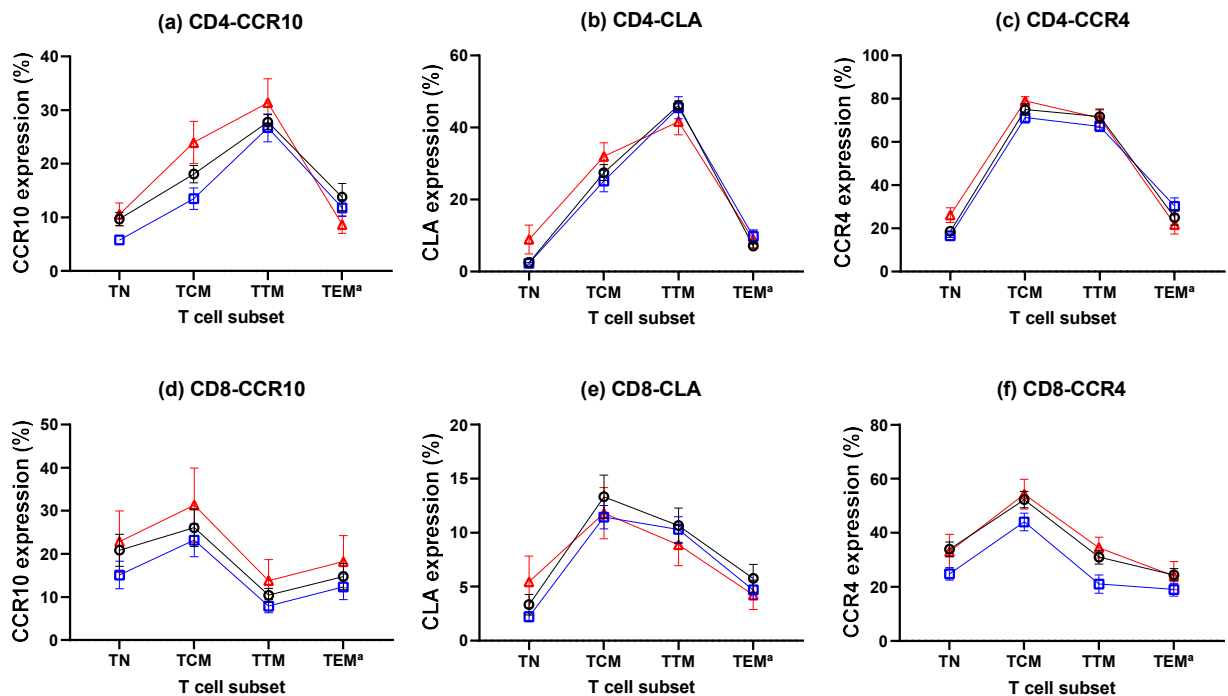 (a) CD4-CCR10
CCR10 expression (%)
40
30
20
10
0
TN TCM TTM TEMᵃ
T cell subset
(b) CD4-CLA
CLA expression (%)
60
40
20
0
TN TCM TTM TEMᵃ
T cell subset
(c) CD4-CCR4
CCR4 expression (%)
100
80
60
40
20
0
TN TCM TTM TEMᵃ
T cell subset
(d) CD8-CCR10
CCR10 expression (%)
50
40
30
20
10
0
TN TCM TTM TEMᵃ
T cell subset
(e) CD8-CLA
CLA expression (%)
20
15
10
5
0
TN TCM TTM TEMᵃ
T cell subset
(f) CD8-CCR4
CCR4 expression (%)
80
60
40
20
0
TN TCM TTM TEMᵃ
T cell subset